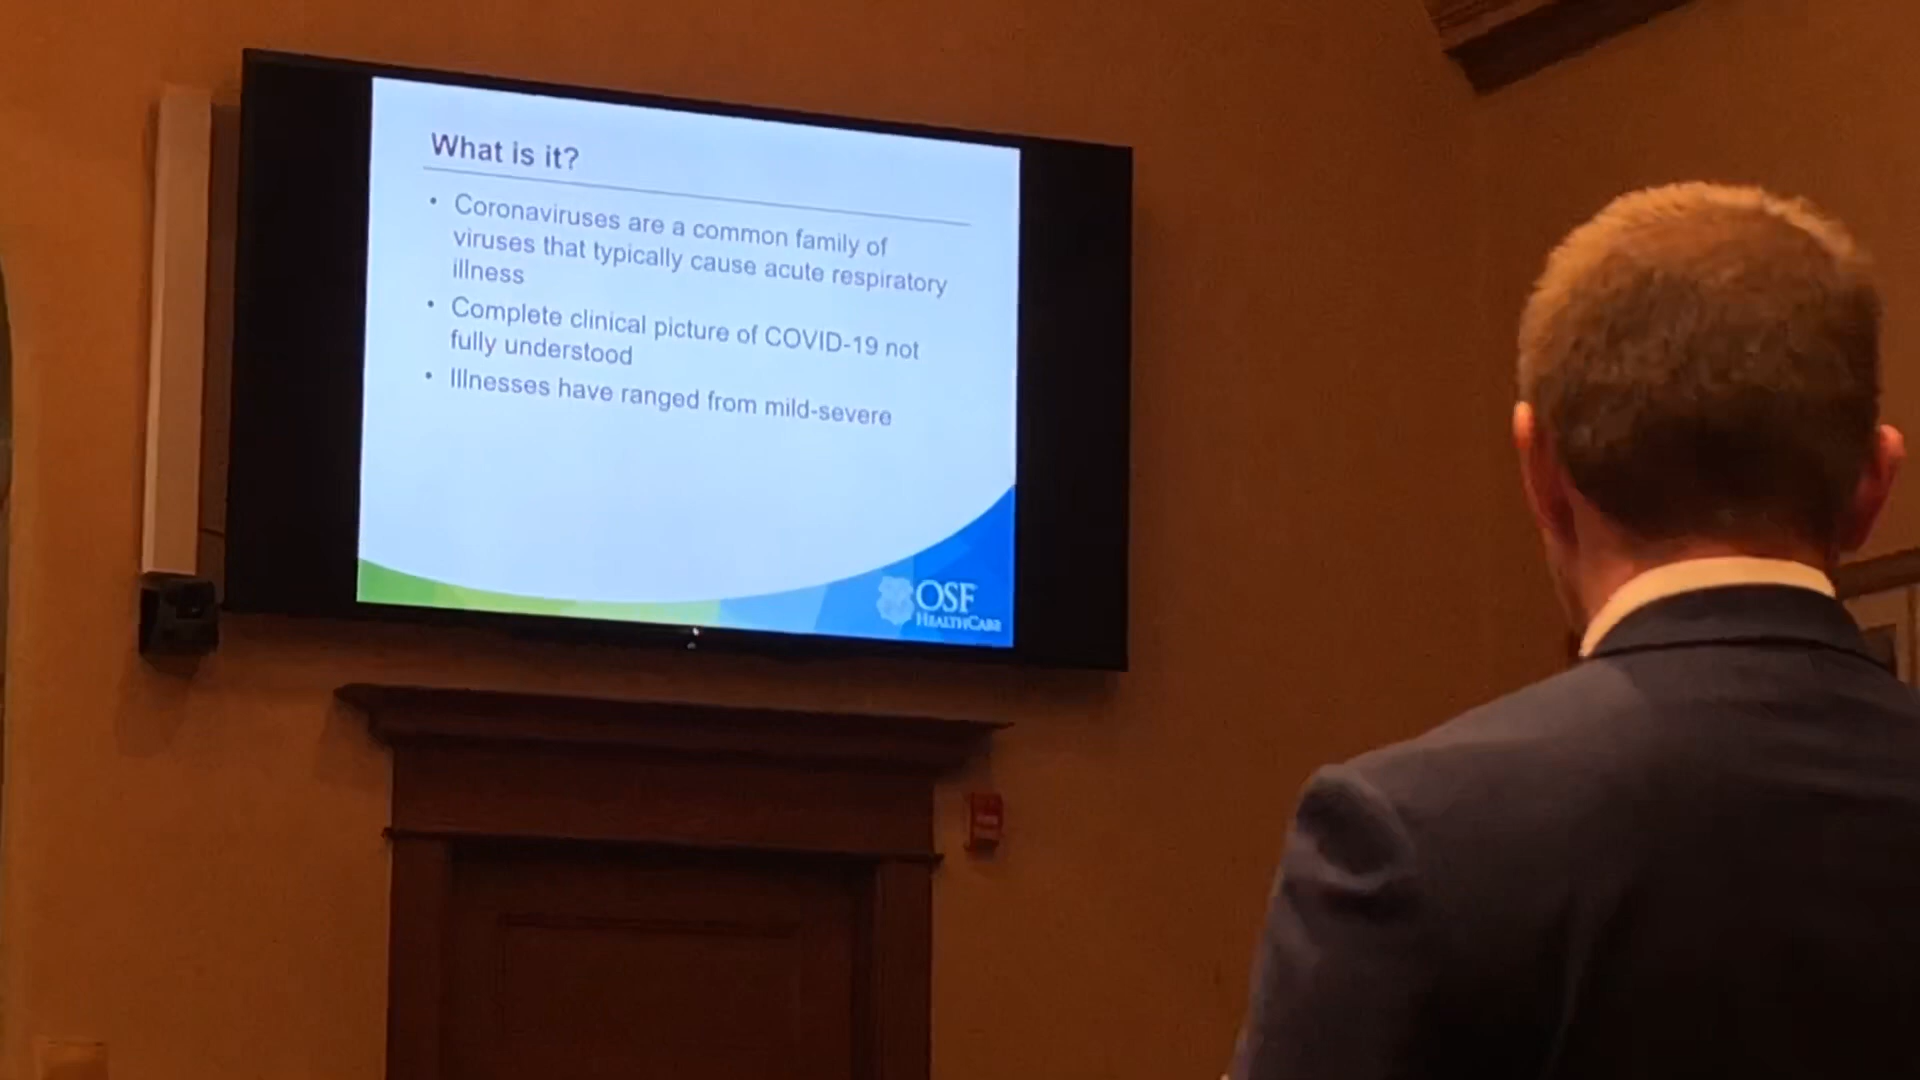 What is it?
• Coronaviruses are a common family of
viruses that typically cause acute respiratory
illness
• Complete clinical picture of COVID-19 not
fully understood
• Illnesses have ranged from mild-severe
OSF
HEALTHCARE